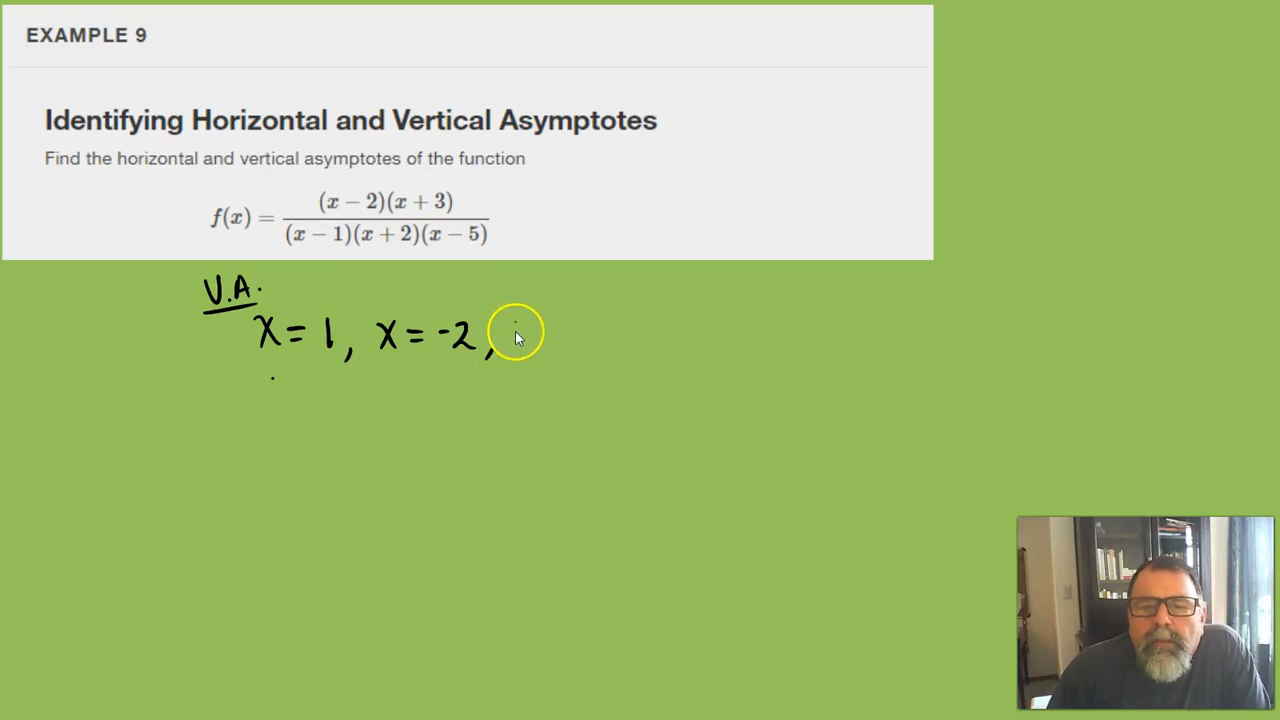 EXAMPLE 9
Identifying Horizontal and Vertical Asymptotes
Find the horizontal and vertical asymptotes of the function
f(x) = (x − 2)(x + 3) / (x − 1)(x + 2)(x − 5)
V.A.
x = 1, x = -2,